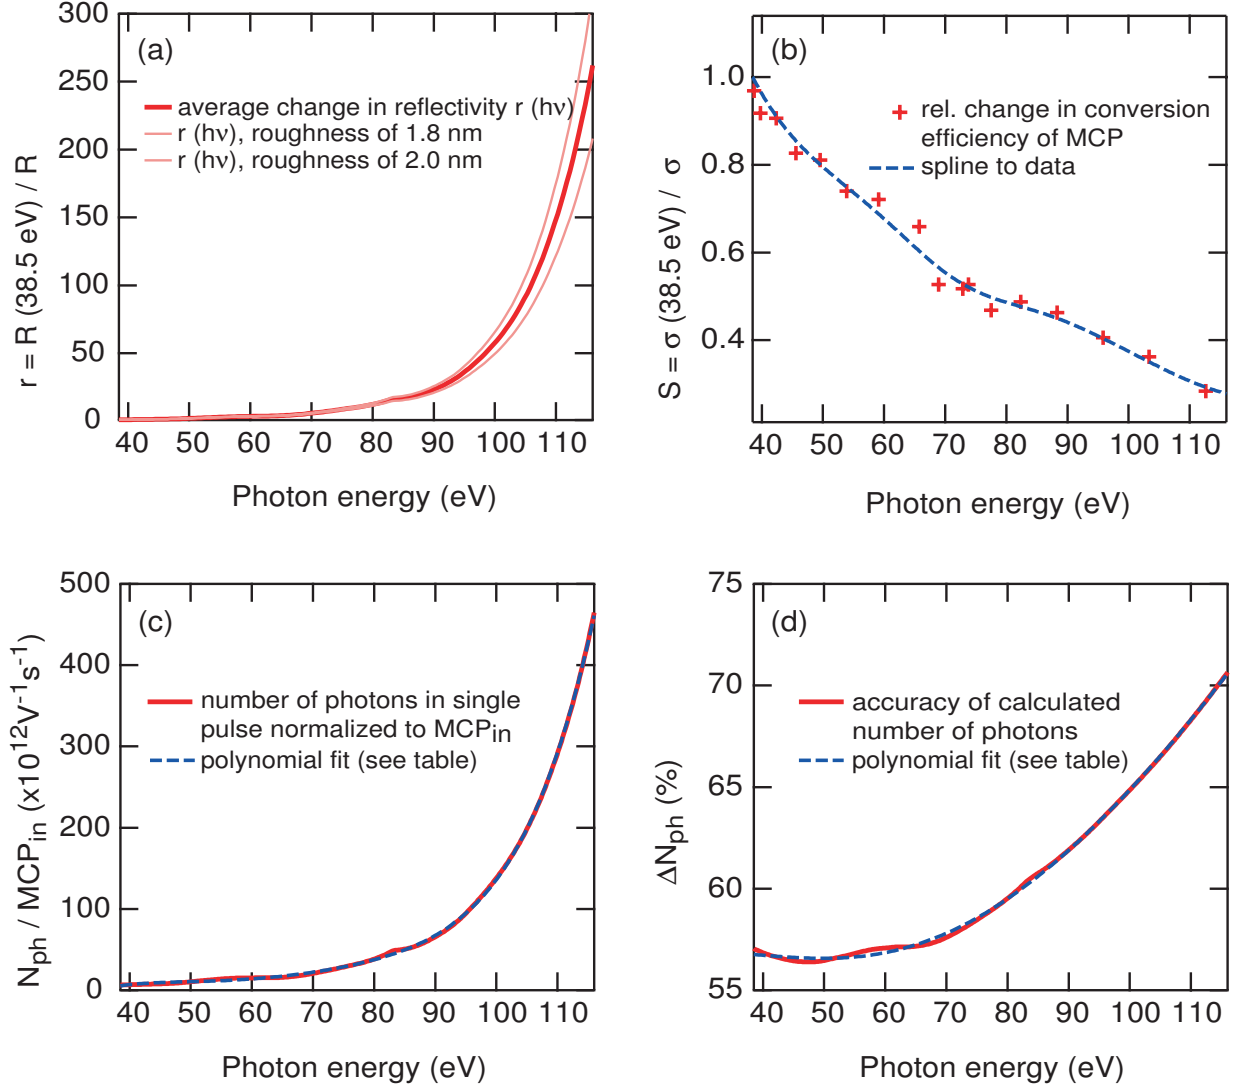 (a)
300
250
200
150
100
50
0
r = R (38.5 eV) / R
average change in reflectivity r (hν)
r (hν), roughness of 1.8 nm
r (hν), roughness of 2.0 nm
40 50 60 70 80 90 100 110
Photon energy (eV)
(b)
1.0
0.8
0.6
0.4
S = σ (38.5 eV) / σ
rel. change in conversion
efficiency of MCP
spline to data
40 50 60 70 80 90 100 110
Photon energy (eV)
(c)
500
400
300
200
100
0
N_ph / MCP_in (x10^12V^-1s^-1)
number of photons in single
pulse normalized to MCP_in
polynomial fit (see table)
40 50 60 70 80 90 100 110
Photon energy (eV)
(d)
75
70
65
60
55
ΔN_ph (%)
accuracy of calculated
number of photons
polynomial fit (see table)
40 50 60 70 80 90 100 110
Photon energy (eV)